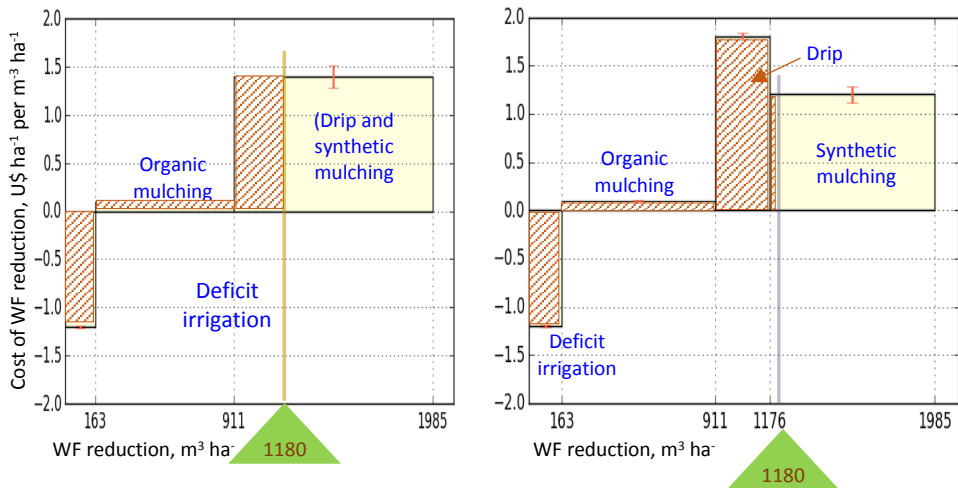 Cost of WF reduction, U$ ha⁻¹ per m⁻³ ha⁻¹
2.0
1.5
1.0
0.5
0.0
−0.5
−1.0
−1.5
−2.0
Organic
mulching
(Drip and
synthetic
mulching
Deficit
irrigation
163
911
1985
WF reduction, m³ ha⁻
1180
2.0
1.5
1.0
0.5
0.0
−0.5
−1.0
−1.5
−2.0
Drip
Organic
mulching
Synthetic
mulching
Deficit
irrigation
163
911
1176
1985
WF reduction, m³ ha⁻
1180